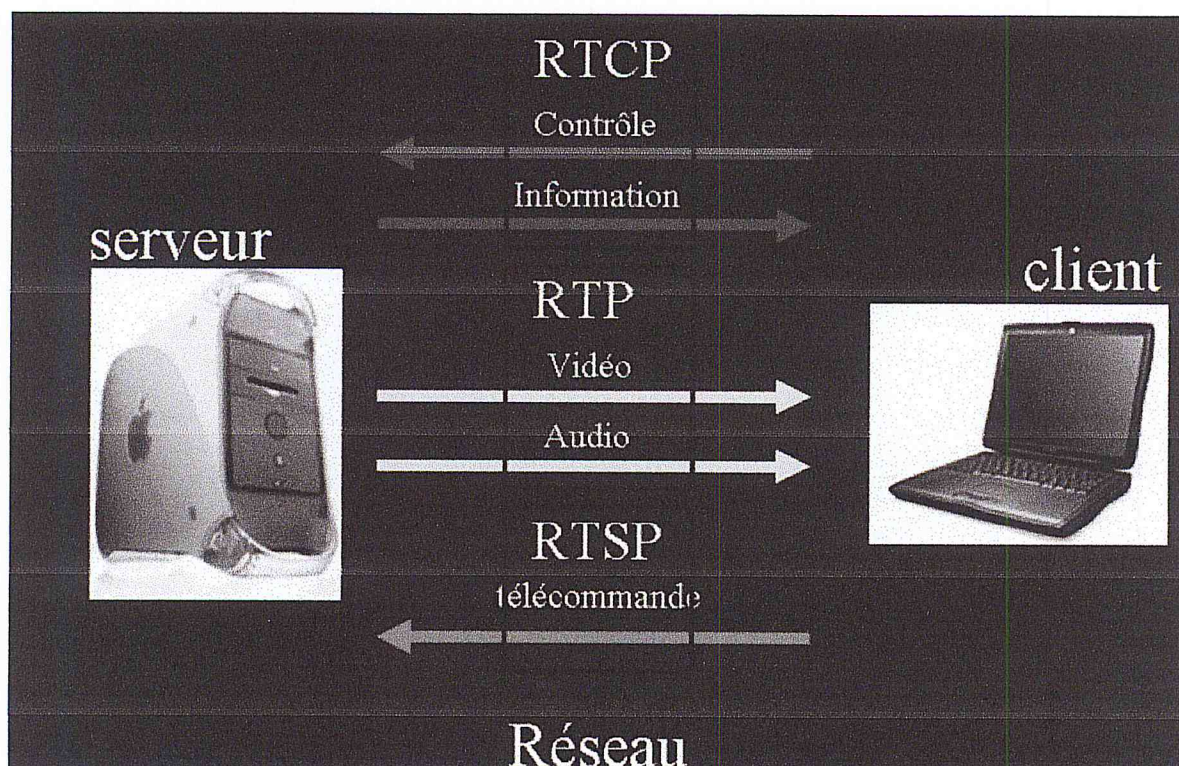 RTCP
Contrôle
Information
serveur
client
RTP
Vidéo
Audio
RTSP
télécommande
Réseau